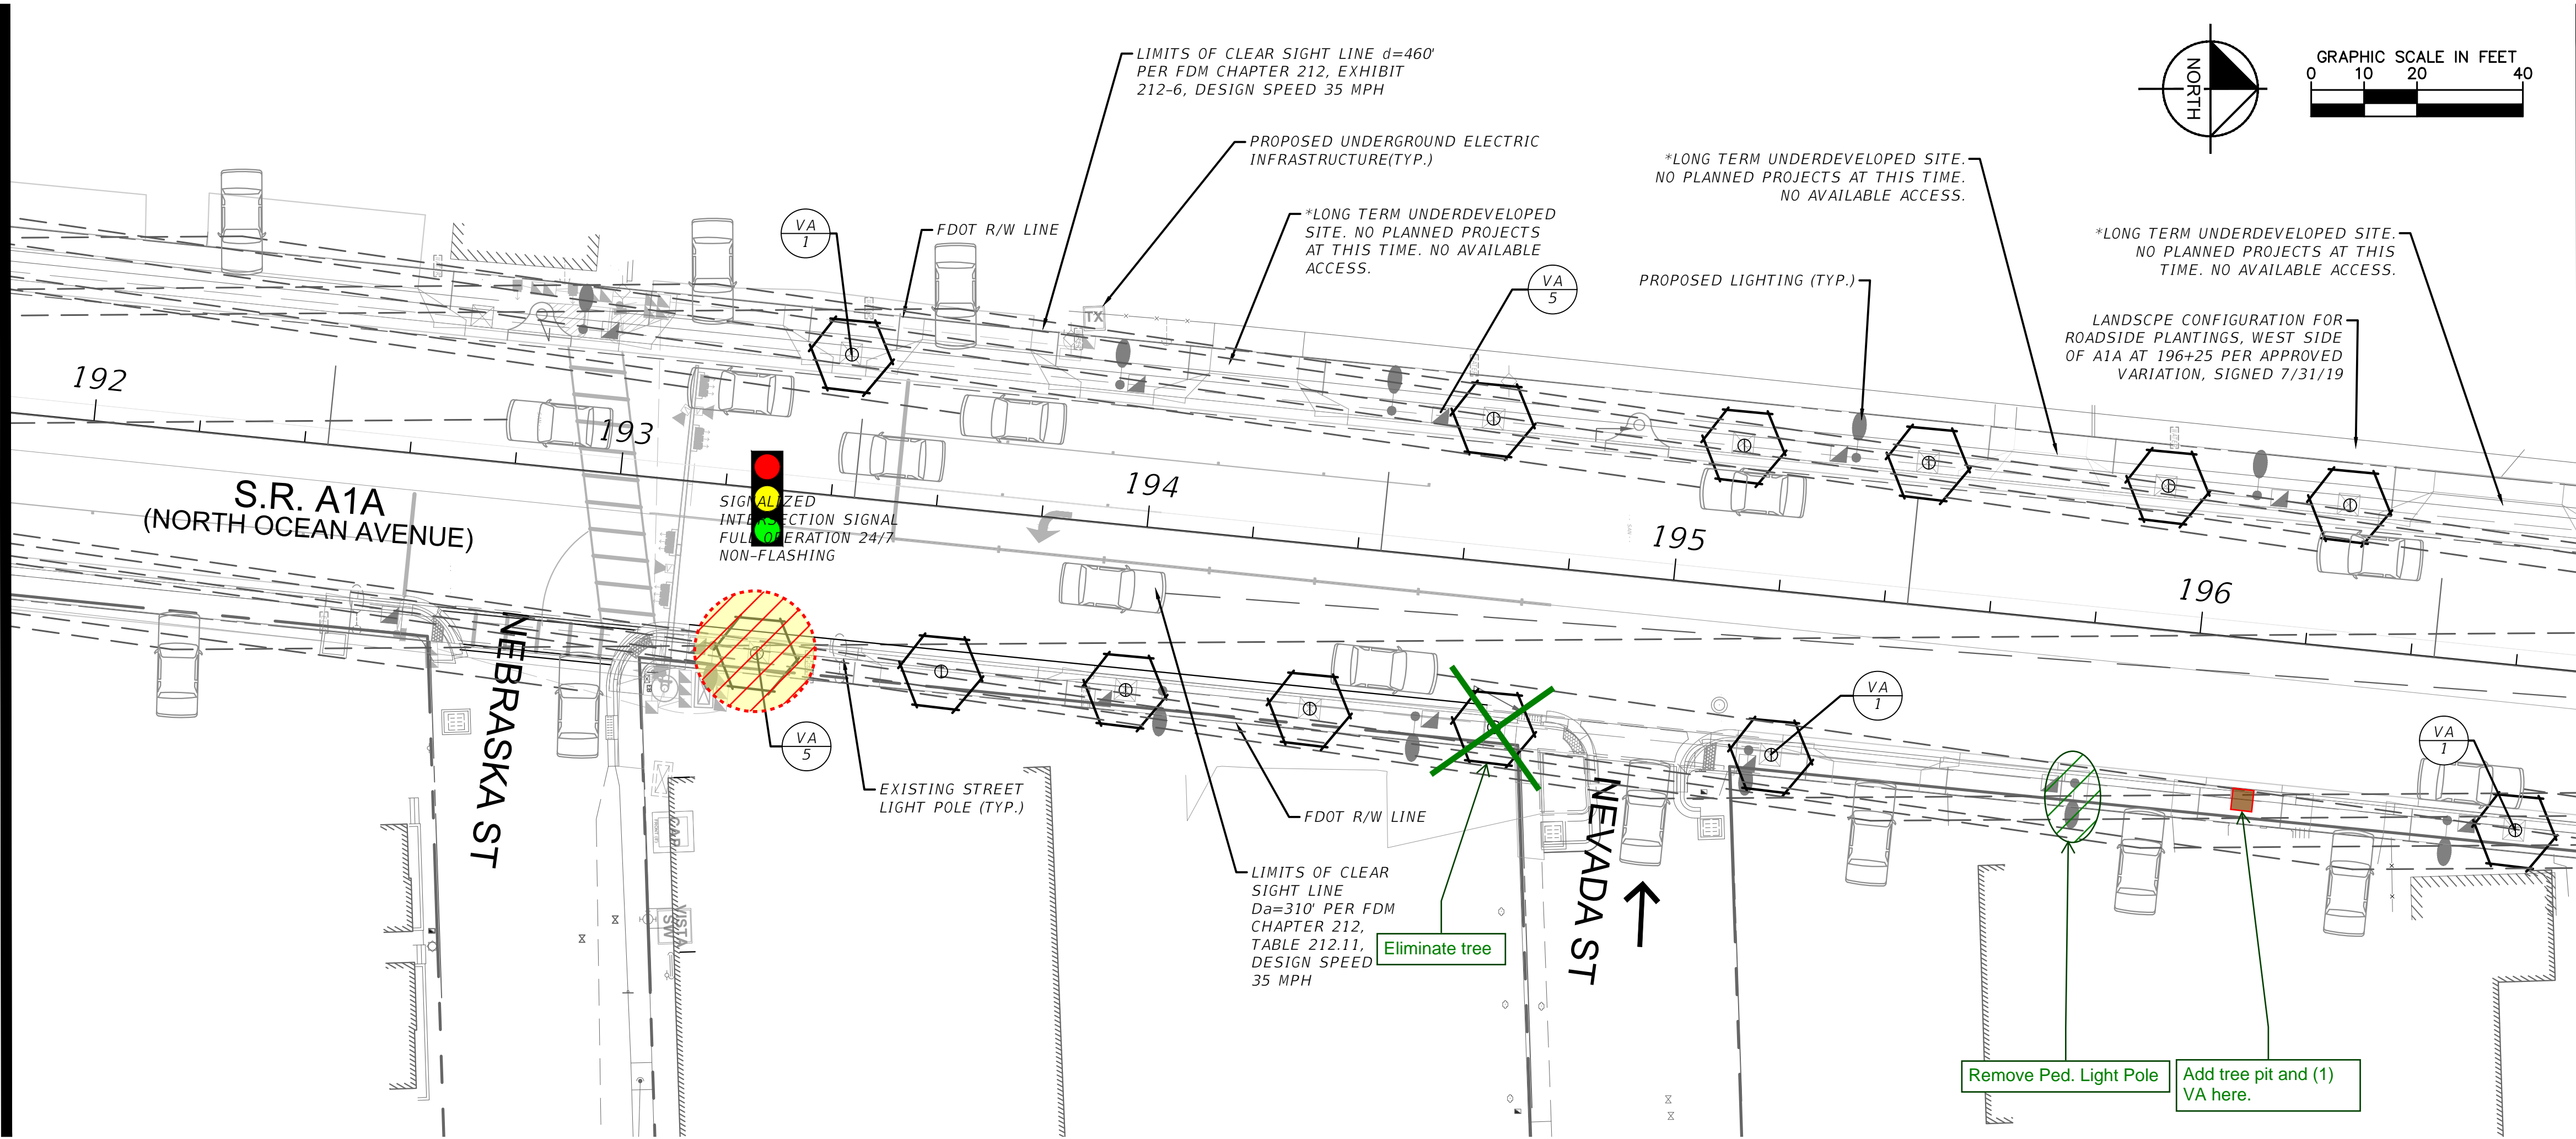 LIMITS OF CLEAR SIGHT LINE d=460'
PER FDM CHAPTER 212, EXHIBIT
212-6, DESIGN SPEED 35 MPH
PROPOSED UNDERGROUND ELECTRIC
INFRASTRUCTURE(TYP.)
NORTH
GRAPHIC SCALE IN FEET
0 10 20 40
*LONG TERM UNDERDEVELOPED SITE.
NO PLANNED PROJECTS AT THIS TIME.
NO AVAILABLE ACCESS.
VA
1
FDOT R/W LINE
*LONG TERM UNDERDEVELOPED
SITE. NO PLANNED PROJECTS
AT THIS TIME. NO AVAILABLE
ACCESS.
VA
5
PROPOSED LIGHTING (TYP.)
*LONG TERM UNDERDEVELOPED SITE.
NO PLANNED PROJECTS AT THIS
TIME. NO AVAILABLE ACCESS.
LANDSCPE CONFIGURATION FOR
ROADSIDE PLANTINGS, WEST SIDE
OF A1A AT 196+25 PER APPROVED
VARIATION, SIGNED 7/31/19
TX
192
193
194
195
196
S.R. A1A
(NORTH OCEAN AVENUE)
SIGNALIZED
INTERSECTION SIGNAL
FULL OPERATION 24/7
NON-FLASHING
NEBRASKA ST
VA
5
EXISTING STREET
LIGHT POLE (TYP.)
FDOT R/W LINE
LIMITS OF CLEAR
SIGHT LINE
Da=310' PER FDM
CHAPTER 212,
TABLE 212.11,
DESIGN SPEED
35 MPH
Eliminate tree
NEVADA ST
VA
1
VA
1
VISTA
SW
Remove Ped. Light Pole
Add tree pit and (1)
VA here.